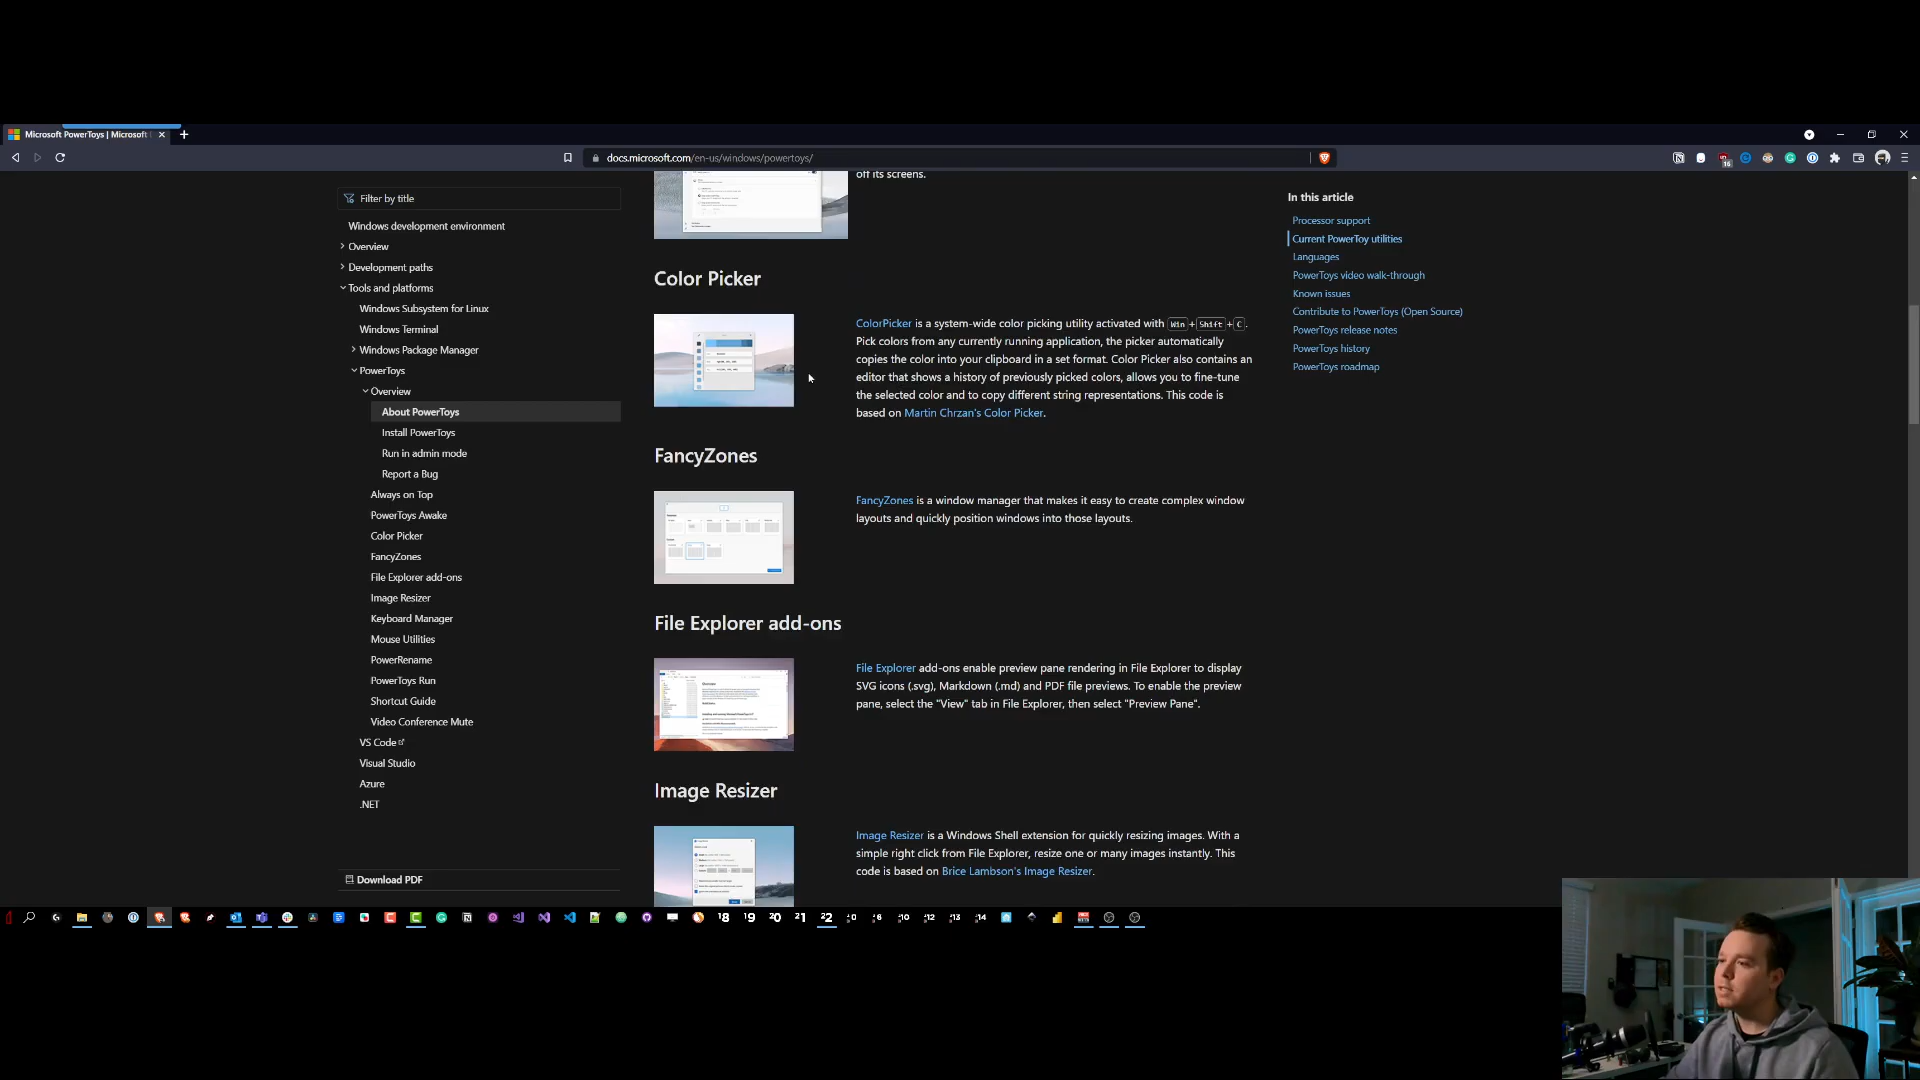 Microsoft PowerToys | Microsoft
docs.microsoft.com/en-us/windows/powertoys/
16
Filter by title
Windows development environment
Overview
Development paths
Tools and platforms
Windows Subsystem for Linux
Windows Terminal
Windows Package Manager
PowerToys
Overview
About PowerToys
Install PowerToys
Run in admin mode
Report a Bug
Always on Top
PowerToys Awake
Color Picker
FancyZones
File Explorer add-ons
Image Resizer
Keyboard Manager
Mouse Utilities
PowerRename
PowerToys Run
Shortcut Guide
Video Conference Mute
VS Code
Visual Studio
Azure
.NET
Download PDF
off its screens.
Color Picker
ColorPicker is a system-wide color picking utility activated with Win+Shift+C.
Pick colors from any currently running application, the picker automatically
copies the color into your clipboard in a set format. Color Picker also contains an
editor that shows a history of previously picked colors, allows you to fine-tune
the selected color and to copy different string representations. This code is
based on Martin Chrzan's Color Picker.
FancyZones
FancyZones is a window manager that makes it easy to create complex window
layouts and quickly position windows into those layouts.
File Explorer add-ons
File Explorer add-ons enable preview pane rendering in File Explorer to display
SVG icons (.svg), Markdown (.md) and PDF file previews. To enable the preview
pane, select the "View" tab in File Explorer, then select "Preview Pane".
Image Resizer
Image Resizer is a Windows Shell extension for quickly resizing images. With a
simple right click from File Explorer, resize one or many images instantly. This
code is based on Brice Lambson's Image Resizer.
In this article
Processor support
Current PowerToy utilities
Languages
PowerToys video walk-through
Known issues
Contribute to PowerToys (Open Source)
PowerToys release notes
PowerToys history
PowerToys roadmap